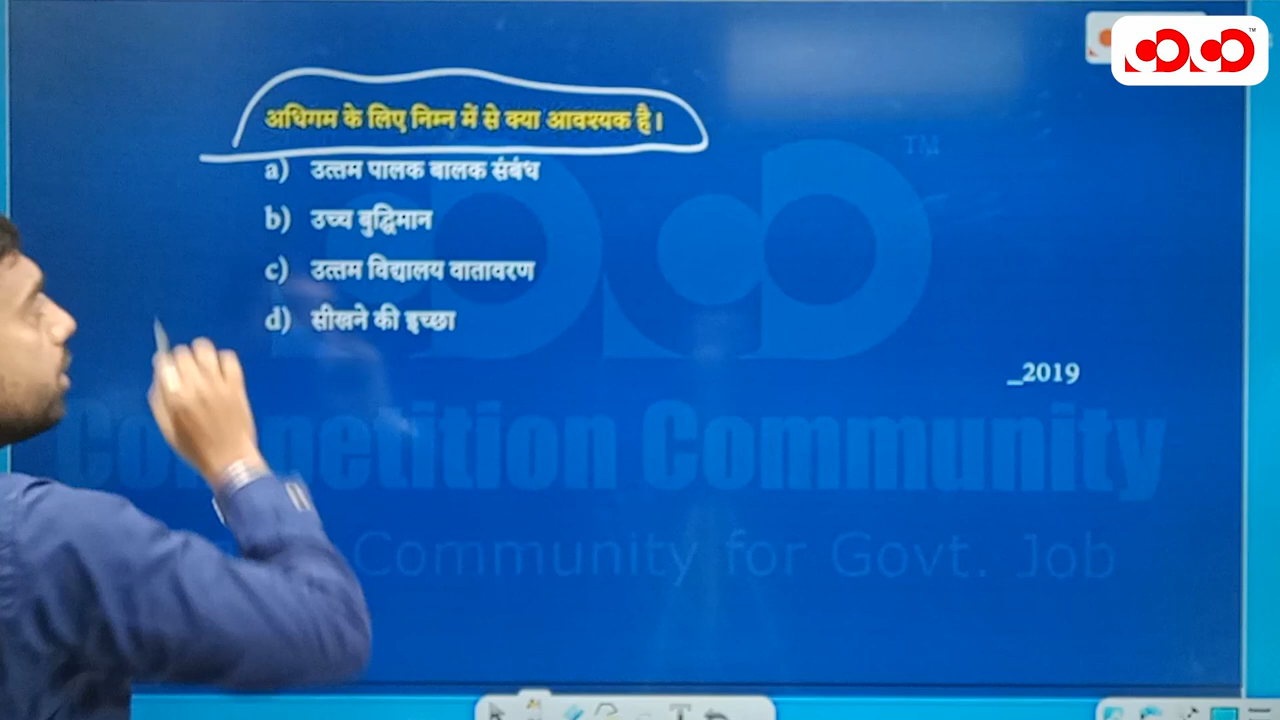 अधिगम के लिए निम्न में से क्या आवश्यक है।
a) उत्तम पालक बालक संबंध
b) उच्च बुद्धिमान
c) उत्तम विद्यालय वातावरण
d) सीखने की इच्छा
_2019
TM
Competition Community
Community for Govt. Job